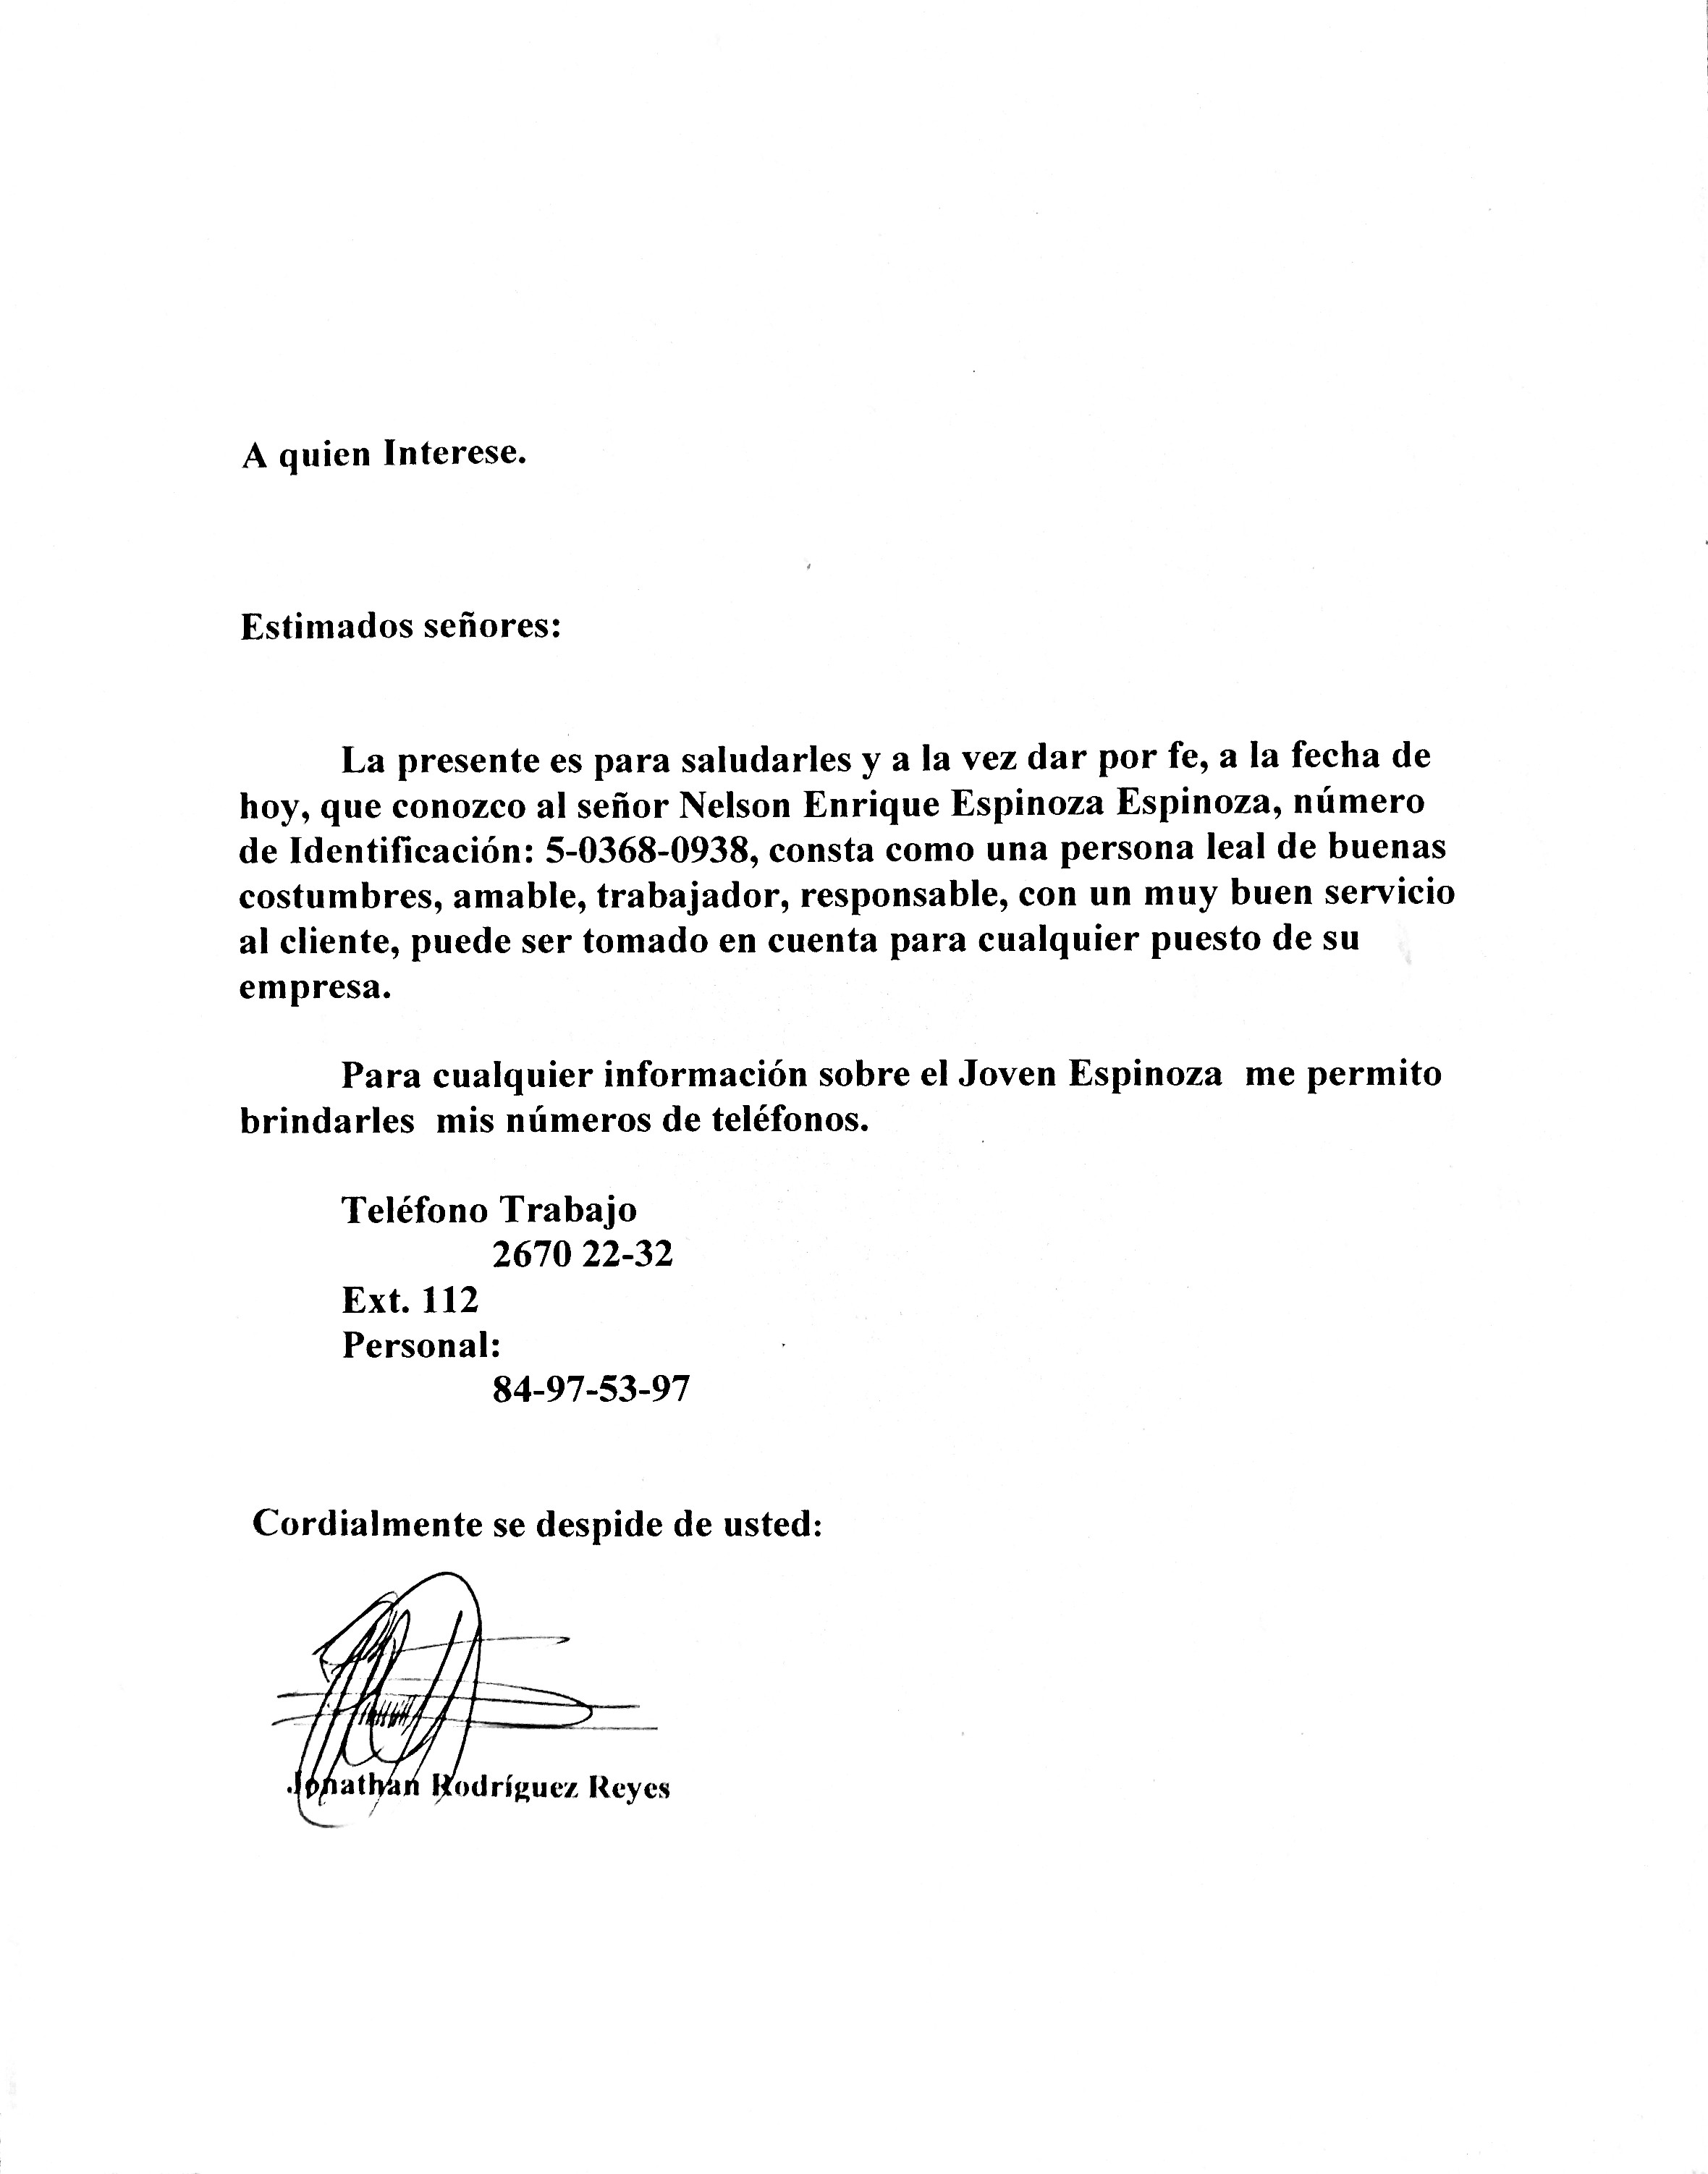 A quien Interese.
Estimados señores:
La presente es para saludarles y a la vez dar por fe, a la fecha de
hoy, que conozco al señor Nelson Enrique Espinoza Espinoza, número
de Identificación: 5-0368-0938, consta como una persona leal de buenas
costumbres, amable, trabajador, responsable, con un muy buen servicio
al cliente, puede ser tomado en cuenta para cualquier puesto de su
empresa.
Para cualquier información sobre el Joven Espinoza  me permito
brindarles  mis números de teléfonos.
Teléfono Trabajo
2670 22-32
Ext. 112
Personal:
84-97-53-97
Cordialmente se despide de usted:
Jonathan Rodríguez Reyes